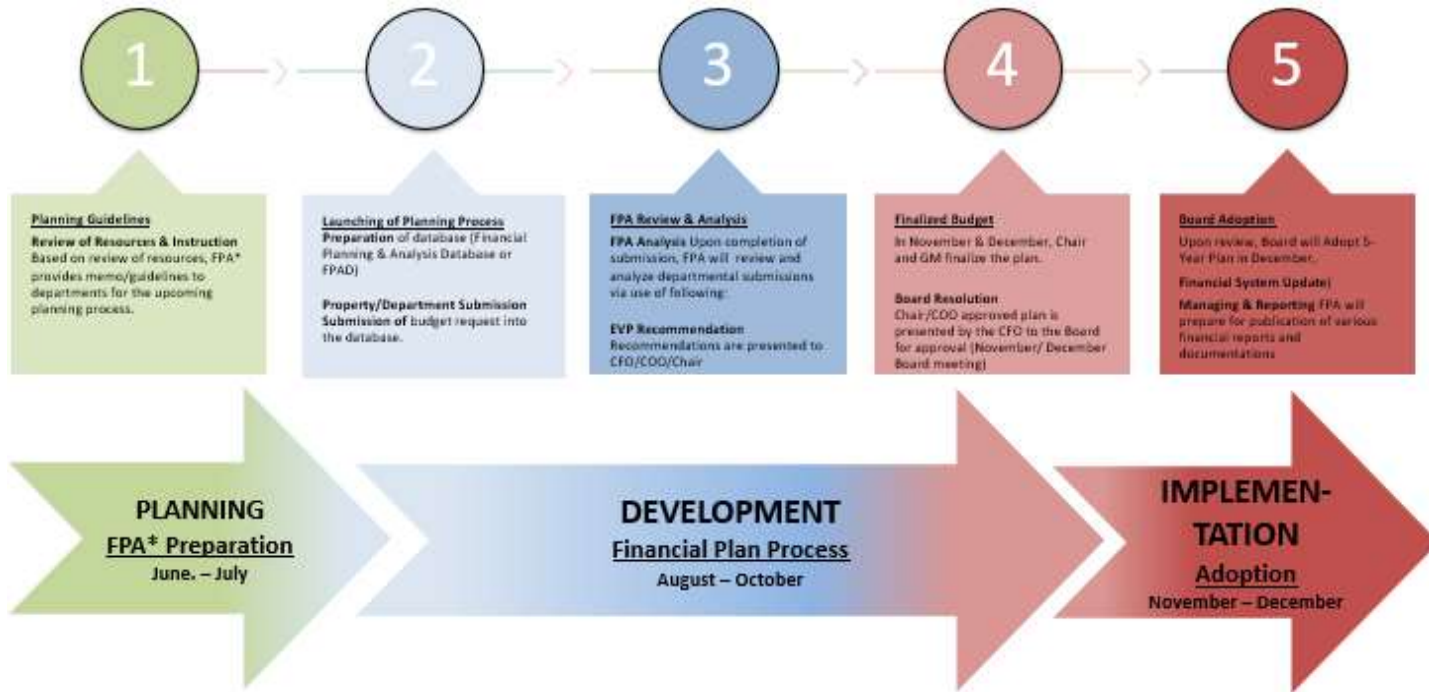 1
2
3
4
5
Planning Guidelines
Review of Resources & Instruction
Based on review of resources, FPA*
provides memo/guidelines to
departments for the upcoming
planning process.
Launching of Planning Process
Preparation of database (Financial
Planning & Analysis Database or
FPAD)
Property/Department Submission
Submission of budget request into
the database.
FPA Review & Analysis
FPA Analysis Upon completion of
submission, FPA will review and
analyze departmental submissions
via use of following:
EVP Recommendation
Recommendations are presented to
CFO/COO/Chair
Finalized Budget
In November & December, Chair
and GM finalize the plan.
Board Resolution
Chair/COO approved plan is
presented by the CFO to the Board
for approval (November/ December
Board meeting)
Board Adoption
Upon review, Board will Adopt 5-
Year Plan in December.
Financial System Update)
Managing & Reporting FPA will
prepare for publication of various
financial reports and
documentations
PLANNING
FPA* Preparation
June. – July
DEVELOPMENT
Financial Plan Process
August – October
IMPLEMEN-
TATION
Adoption
November – December